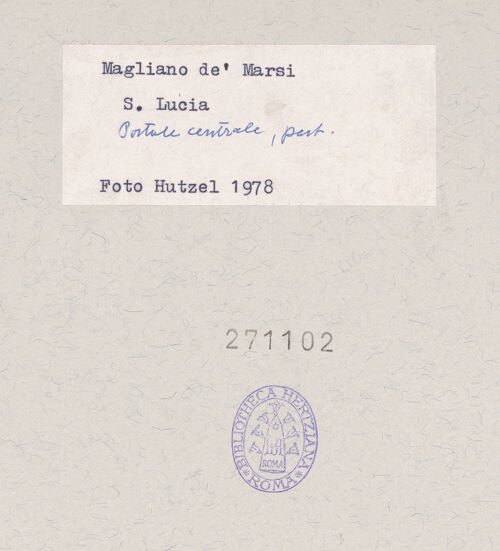 Magliano de' Marsi
S. Lucia
Portale centrale, part.
Foto Hutzel 1978
271102
BIBLIOTHECA HERTZIANA
ROMA
ROMA